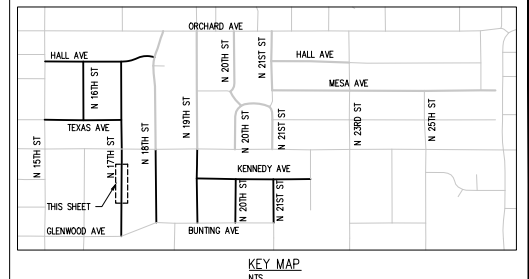 ORCHARD AVE
HALL AVE
N 16TH ST
N 20TH ST
N 21ST ST
HALL AVE
MESA AVE
TEXAS AVE
N 15TH ST
N 17TH ST
N 18TH ST
N 19TH ST
N 20TH ST
N 21ST ST
N 23RD ST
N 25TH ST
KENNEDY AVE
THIS SHEET
N 20TH ST
N 21ST ST
GLENWOOD AVE
BUNTING AVE
KEY MAP
NTS